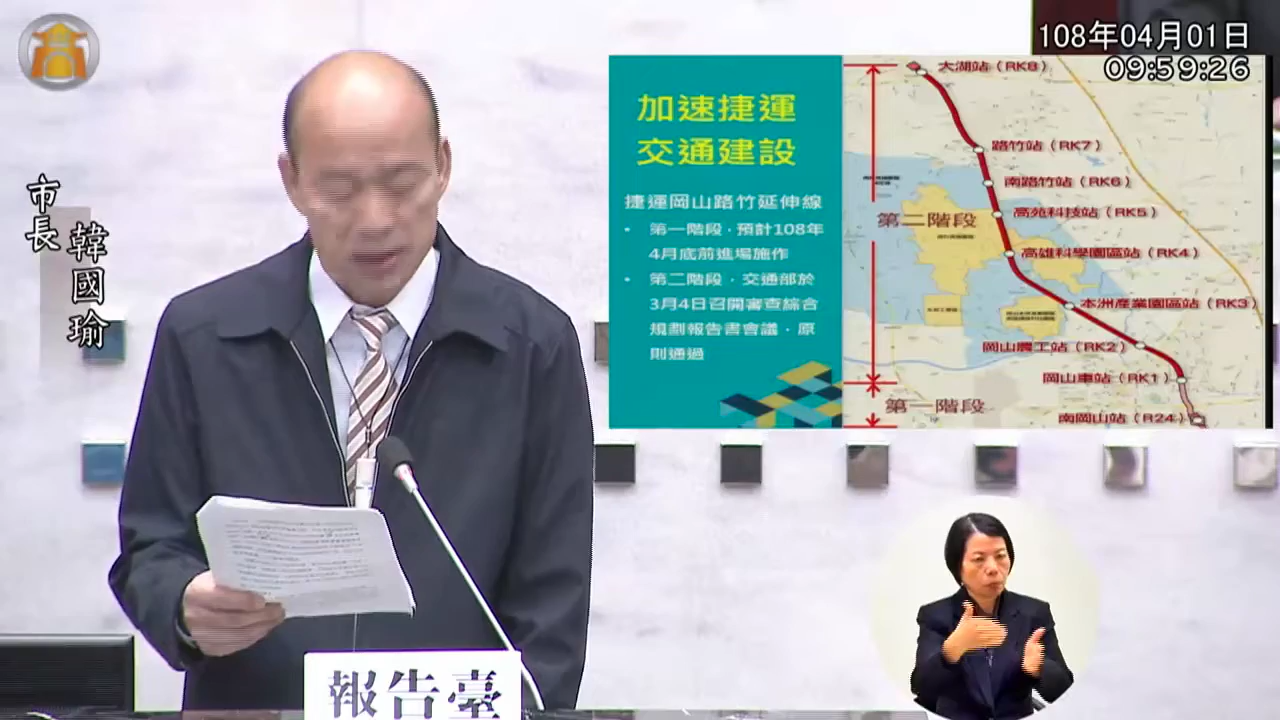 108年04月01日
09:59:26
市長
韓國瑜
加速捷運
交通建設
捷運岡山路竹延伸線
• 第一階段,預計108年
4月底前進場施作
• 第二階段,交通部於
3月4日召開審查綜合
規劃報告書會議,原
則通過
大湖站(RK8)
路竹站(RK7)
南路竹站(RK6)
高苑科技站(RK5)
第二階段
高雄科學園區站(RK4)
本洲產業園區站(RK3)
岡山農工站(RK2)
岡山車站(RK1)
第一階段
南岡山站(R24)
報告臺